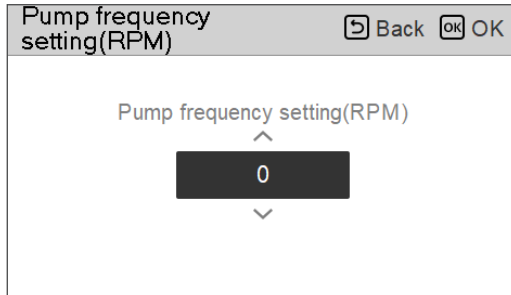 Pump frequency
setting(RPM)
Back OK OK
Pump frequency setting(RPM)
0